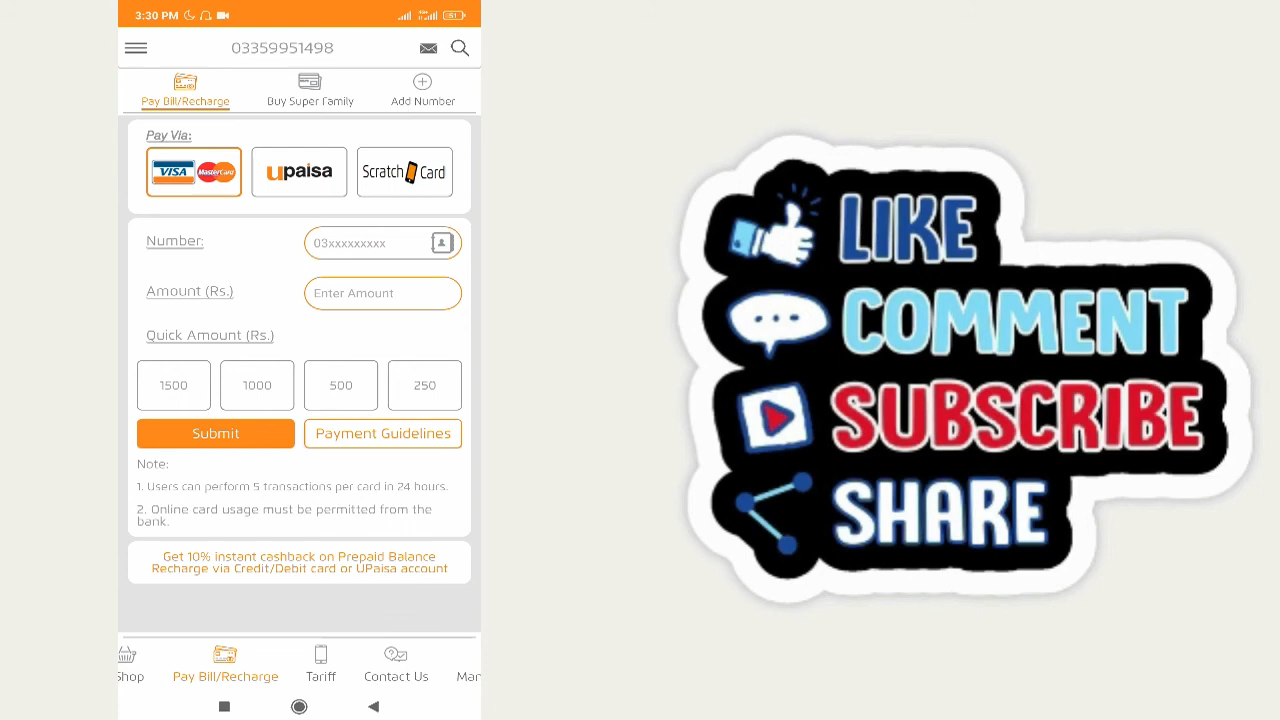 3:30 PM
51
03359951498
Pay Bill/Recharge
Buy Super Family
Add Number
Pay Via:
VISA MasterCard
Upaisa
Scratch Card
Number:
03xxxxxxxxx
Amount (Rs.)
Enter Amount
Quick Amount (Rs.)
1500
1000
500
250
Submit
Payment Guidelines
Note:
1. Users can perform 5 transactions per card in 24 hours.
2. Online card usage must be permitted from the
bank.
Get 10% instant cashback on Prepaid Balance
Recharge via Credit/Debit card or UPaisa account
Shop
Pay Bill/Recharge
Tariff
Contact Us
Man
LIKE
COMMENT
SUBSCRIBE
SHARE